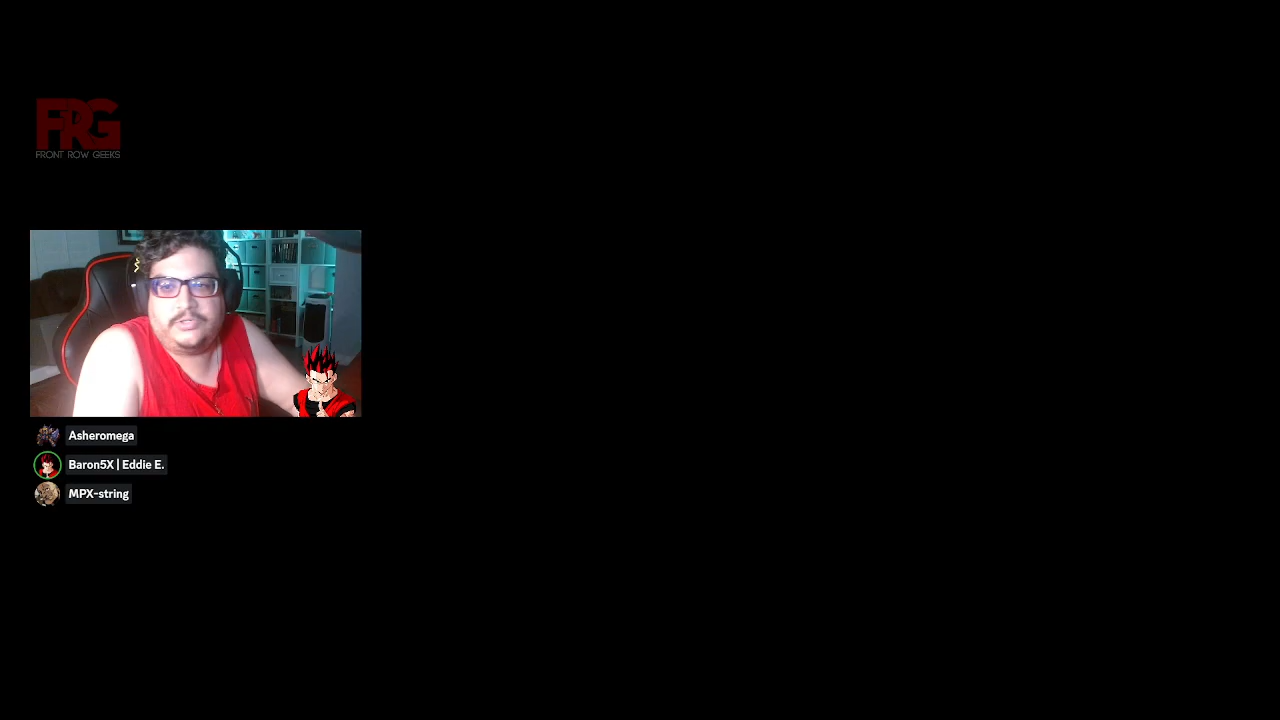 FRG
FRONT ROW GEEKS
Asheromega
Baron5X | Eddie E.
MPX-string